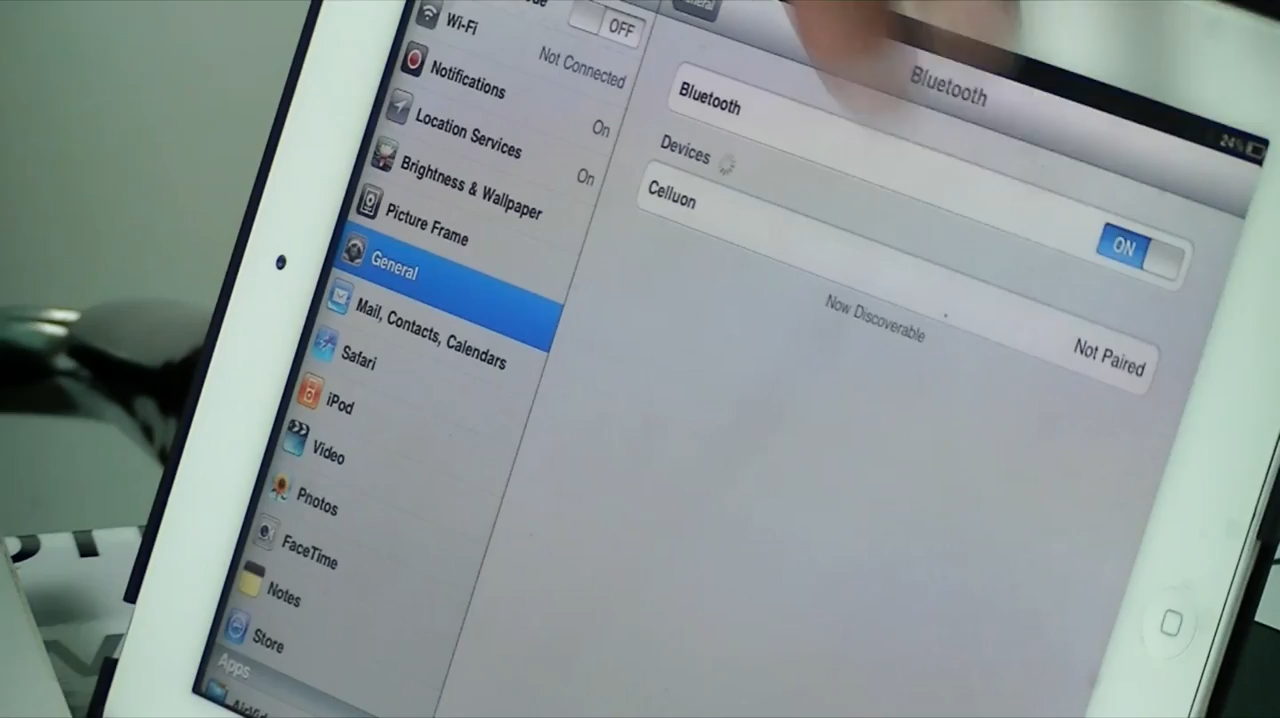 OFF
Wi-Fi
Not Connected
Notifications
On
Location Services
On
Brightness & Wallpaper
Picture Frame
General
Mail, Contacts, Calendars
Safari
iPod
Video
Photos
FaceTime
Notes
Store
Apps
Bluetooth
24%
Bluetooth
ON
Devices
Celluon
Not Paired
Now Discoverable